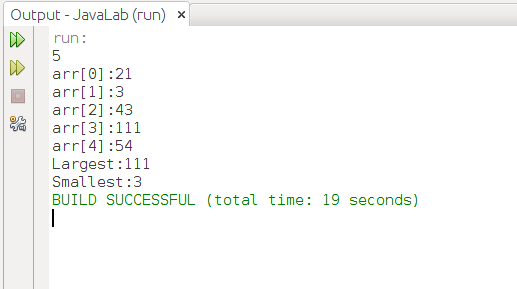 Output - JavaLab (run) ×
run:
5
arr[0]:21
arr[1]:3
arr[2]:43
arr[3]:111
arr[4]:54
Largest:111
Smallest:3
BUILD SUCCESSFUL (total time: 19 seconds)